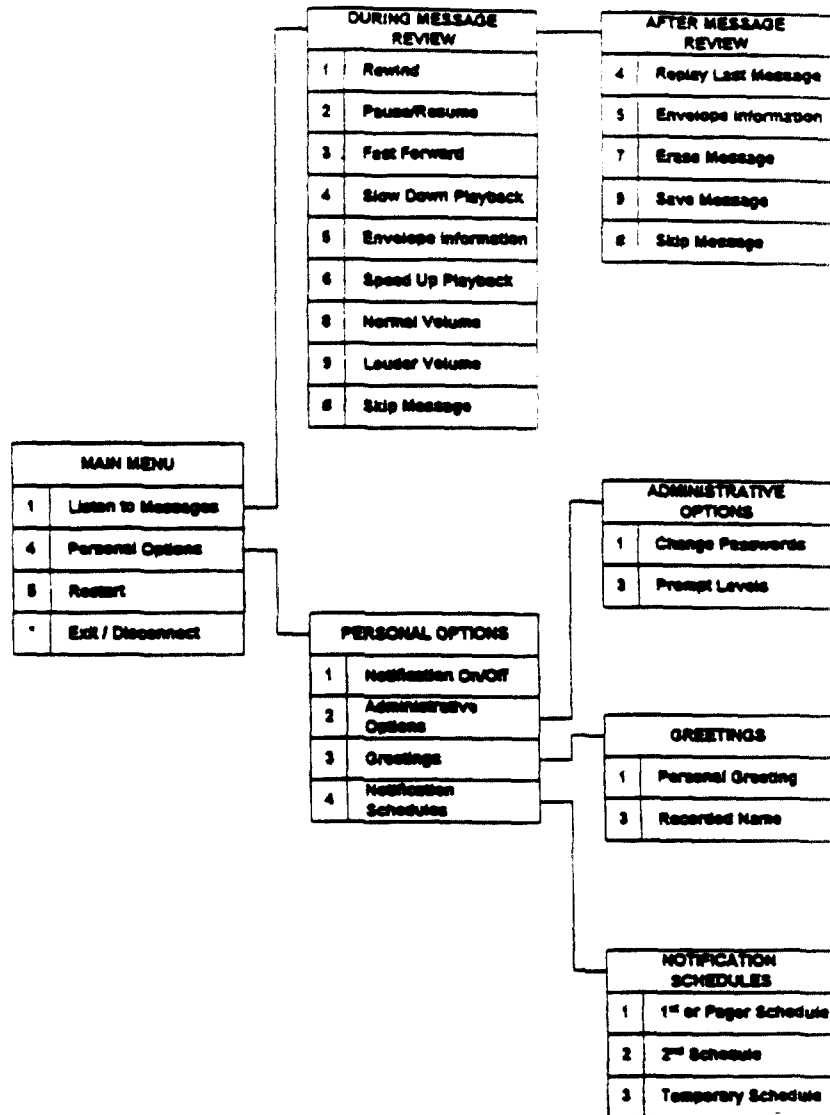 DURING MESSAGE
REVIEW
1 Rewind
2 Pause/Resume
3 Fast Forward
4 Slow Down Playback
5 Envelope Information
6 Speed Up Playback
8 Normal Volume
9 Louder Volume
# Skip Message
AFTER MESSAGE
REVIEW
4 Replay Last Message
5 Envelope Information
7 Erase Message
9 Save Message
# Skip Message
MAIN MENU
1 Listen to Messages
4 Personal Options
5 Restart
* Exit / Disconnect
PERSONAL OPTIONS
1 Notification On/Off
2 Administrative
Options
3 Greetings
4 Notification
Schedules
ADMINISTRATIVE
OPTIONS
1 Change Passwords
3 Prompt Levels
GREETINGS
1 Personal Greeting
3 Recorded Name
NOTIFICATION
SCHEDULES
1 1st or Pager Schedule
2 2nd Schedule
3 Temporary Schedule